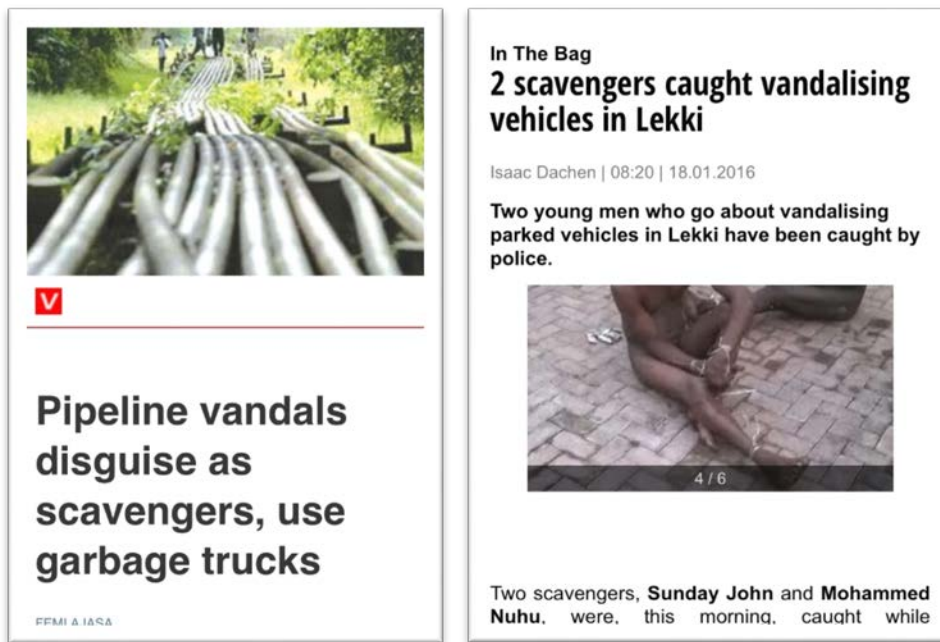 V
Pipeline vandals
disguise as
scavengers, use
garbage trucks
In The Bag
2 scavengers caught vandalising
vehicles in Lekki
Isaac Dachen | 08:20 | 18.01.2016
Two young men who go about vandalising
parked vehicles in Lekki have been caught by
police.
4 / 6
Two scavengers, Sunday John and Mohammed
Nuhu, were, this morning, caught while